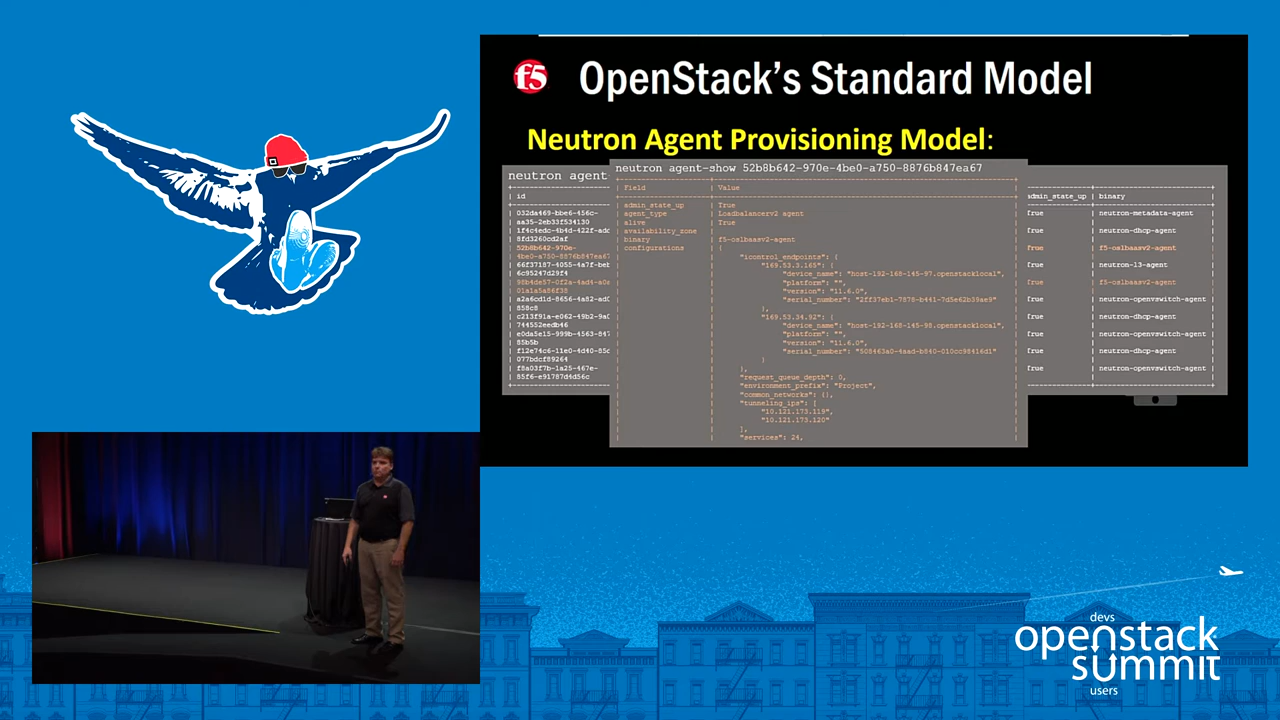 f5
OpenStack's Standard Model
Neutron Agent Provisioning Model:
neutron agent
id
032da469-bbe6-456c-
aa35-2eb33f534130
1f4c4edc-4b4d-422f-add
8fd3260cd2af
52b8b642-970e-
4be0-a750-8876b847ea67
66f37187-4055-4a7f-beb
6c95247d29f4
98b4de57-0f2a-4ad4-a0e
01a1a5a86f38
a2a6cd1d-8656-4a82-ad0
858c8
c213f91a-e062-49b2-9a0
744552eedb46
e0da5e15-999b-4563-847
85b5b
f12e74c6-11e0-4d40-85d
077bdcf89264
f8a03f7b-1a25-467e-
85f6-e91787d4d56c
neutron agent-show 52b8b642-970e-4be0-a750-8876b847ea67
Field Value
admin_state_up True
agent_type Loadbalancerv2 agent
alive True
availability_zone
binary f5-oslbaasv2-agent
configurations {
"icontrol_endpoints": {
"169.53.3.165": {
"device_name": "host-192-168-145-97.openstacklocal",
"platform": "",
"version": "11.6.0",
"serial_number": "2ff37eb1-7878-b441-7d5e62b39ae9"
},
"169.53.34.92": {
"device_name": "host-192-168-145-98.openstacklocal",
"platform": "",
"version": "11.6.0",
"serial_number": "508463a0-4aad-b840-010cc98416d1"
}
},
"request_queue_depth": 0,
"environment_prefix": "Project",
"common_networks": {},
"tunneling_ips": [
"10.121.173.119",
"10.121.173.120"
],
"services": 24,
admin_state_up binary
True neutron-metadata-agent
True neutron-dhcp-agent
True f5-oslbaasv2-agent
True neutron-l3-agent
True f5-oslbaasv2-agent
True neutron-openvswitch-agent
True neutron-dhcp-agent
True neutron-openvswitch-agent
True neutron-dhcp-agent
True neutron-openvswitch-agent
devs
openstack
summit
users